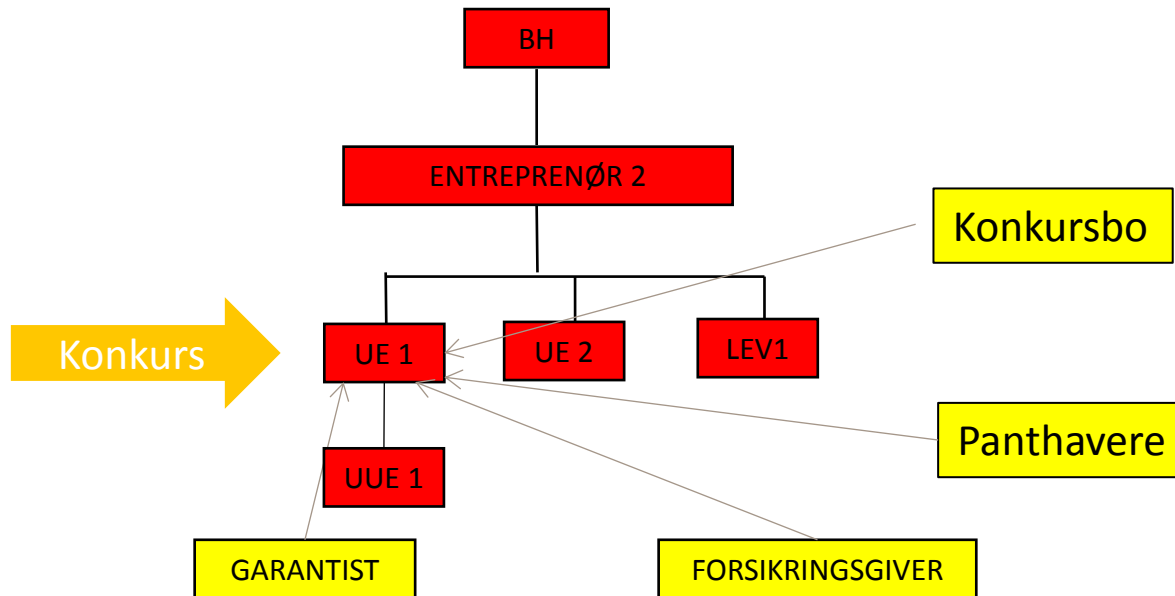 BH
ENTREPRENØR 2
Konkursbo
Konkurs
UE 1
UE 2
LEV1
Panthavere
UUE 1
GARANTIST
FORSIKRINGSGIVER